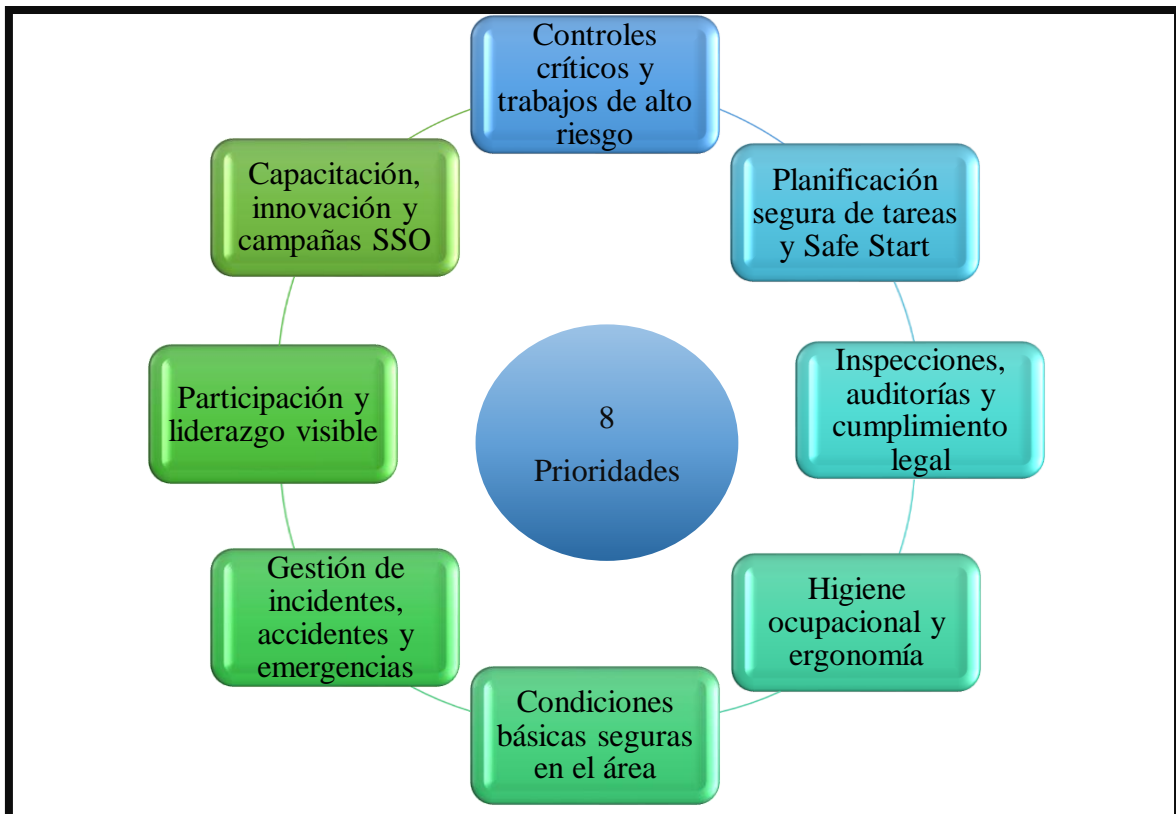 Controles
críticos y
trabajos de alto
riesgo
Planificación
segura de tareas
y Safe Start
Inspecciones,
auditorías y
cumplimiento
legal
Higiene
ocupacional y
ergonomía
Condiciones
básicas seguras
en el área
Gestión de
incidentes,
accidentes y
emergencias
Participación y
liderazgo visible
Capacitación,
innovación y
campañas SSO
8
Prioridades